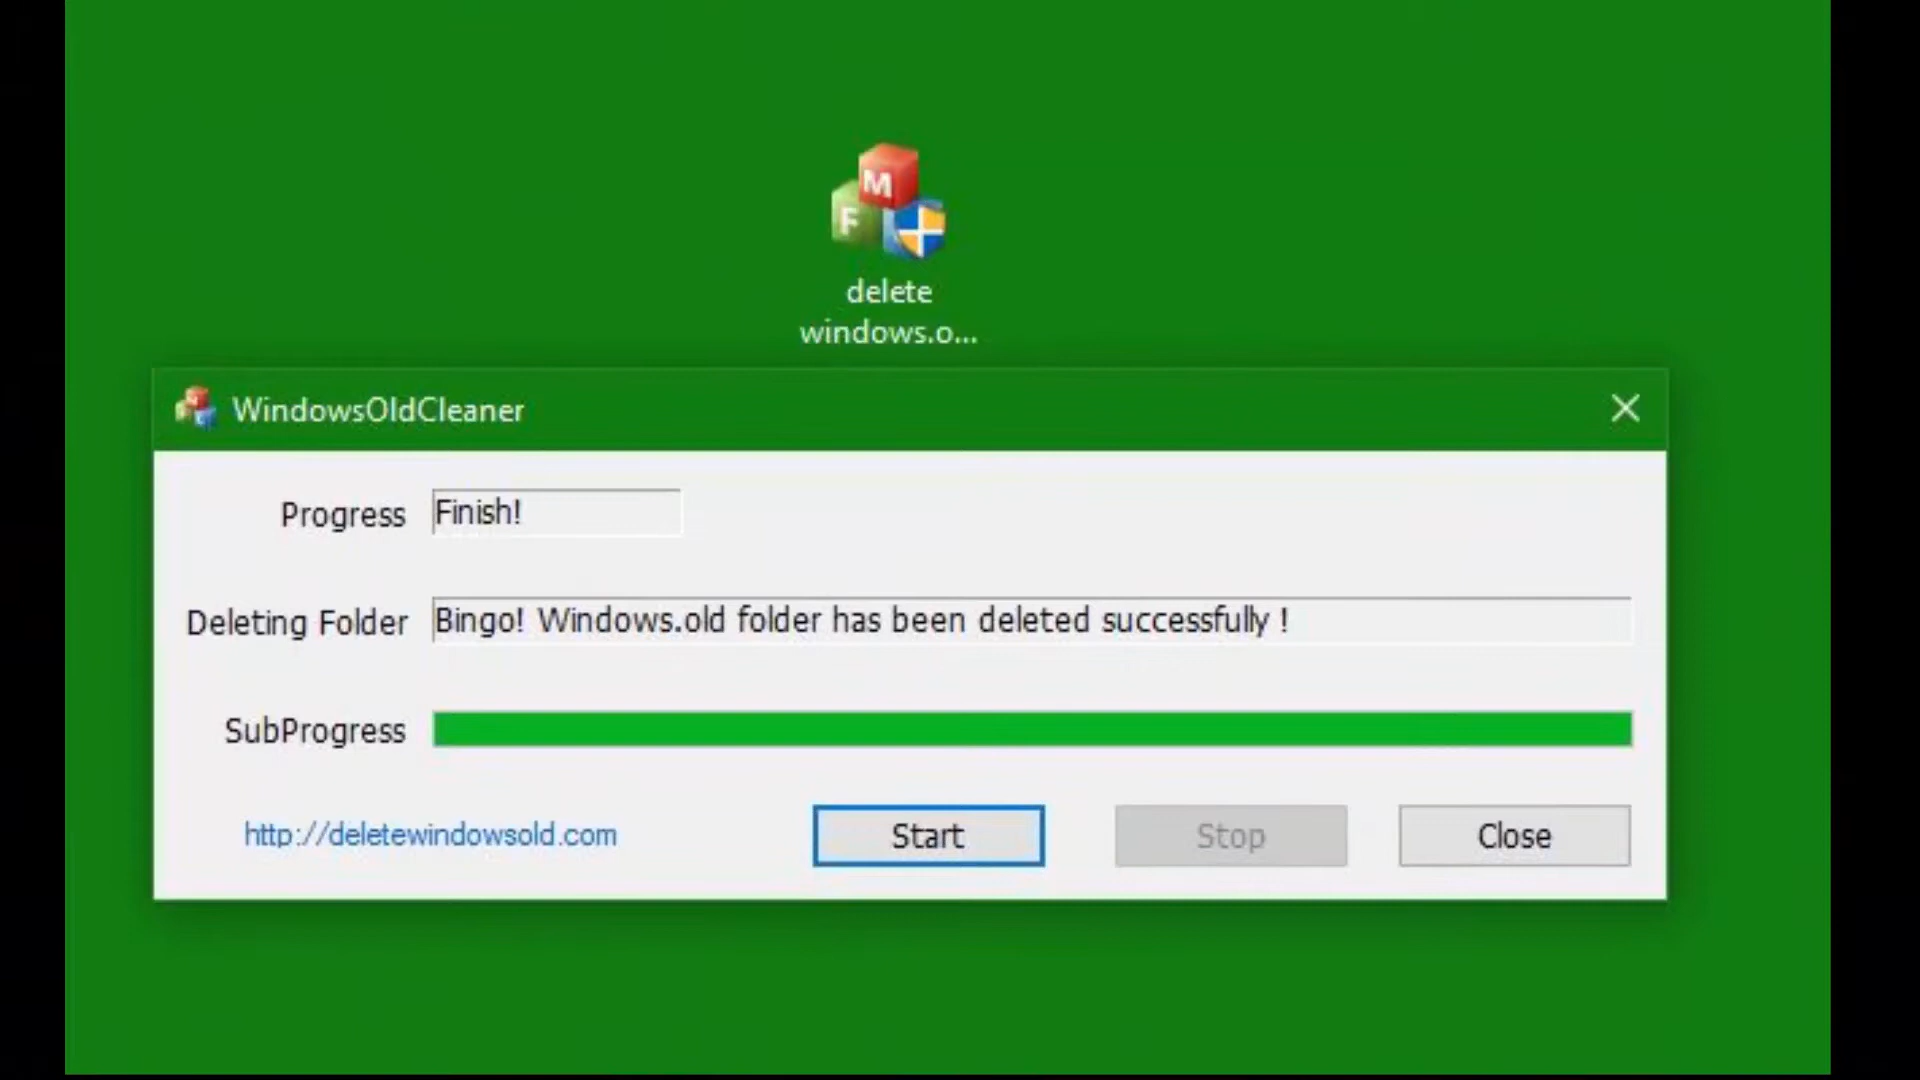 M
F
delete
windows.o...
WindowsOldCleaner
Progress Finish!
Deleting Folder Bingo! Windows.old folder has been deleted successfully !
SubProgress
http://deletewindowsold.com Start Stop Close